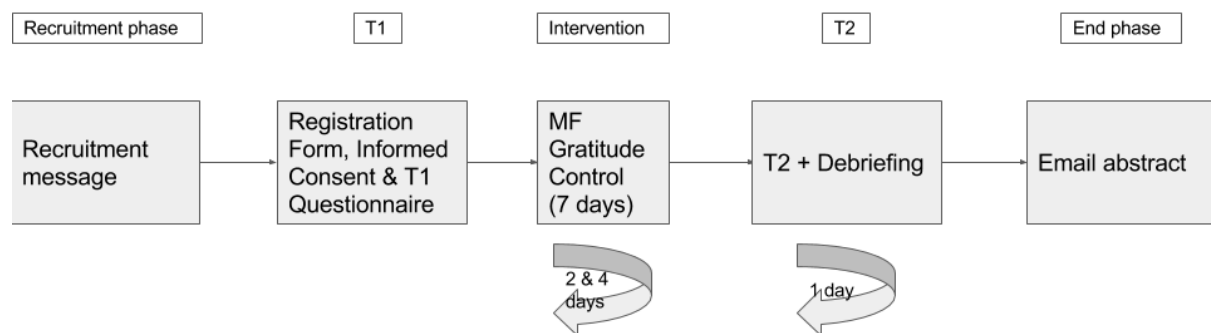 Recruitment phase
T1
Intervention
T2
End phase
Recruitment
message
Registration
Form, Informed
Consent & T1
Questionnaire
MF
Gratitude
Control
(7 days)
T2 + Debriefing
Email abstract
2 & 4
days
1 day